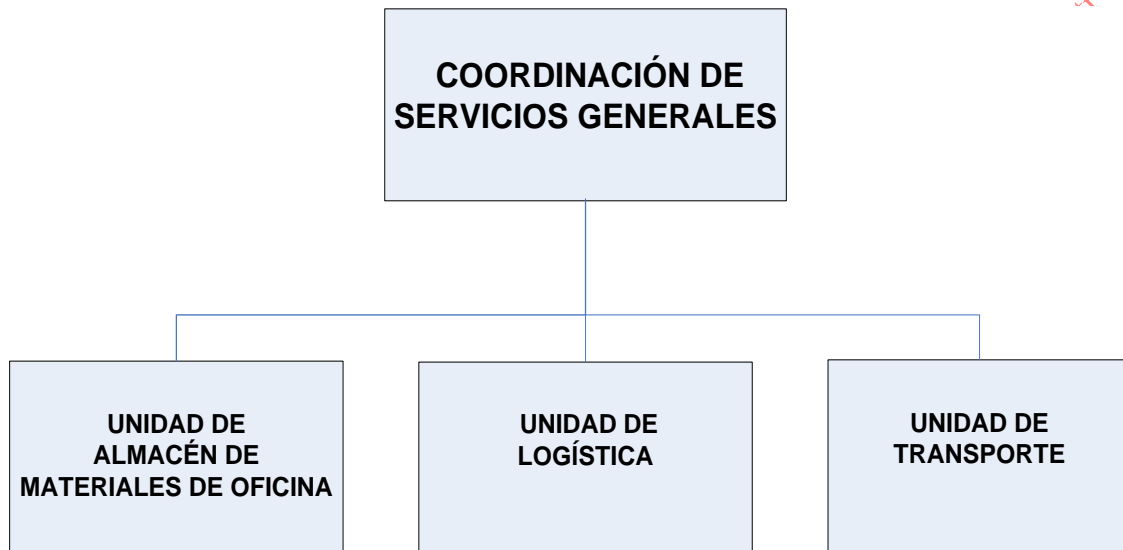 COORDINACIÓN DE
SERVICIOS GENERALES
UNIDAD DE
ALMACÉN DE
MATERIALES DE OFICINA
UNIDAD DE
LOGÍSTICA
UNIDAD DE
TRANSPORTE